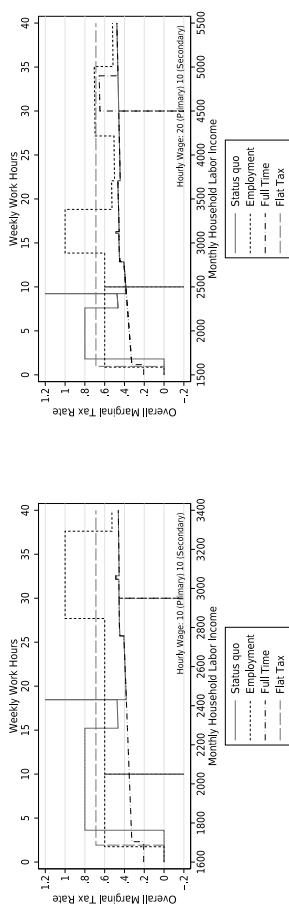 Weekly Work Hours
0 5 10 15 20 25 30 35 40
Overall Marginal Tax Rate
1.2
1
.8
.6
.4
.2
0
-.2
Hourly Wage: 10 (Primary) 10 (Secondary)
1600 1800 2000 2200 2400 2600 2800 3000 3200 3400
Monthly Household Labor Income
Status quo
Employment
Full Time
Flat Tax
Weekly Work Hours
0 5 10 15 20 25 30 35 40
Overall Marginal Tax Rate
1.2
1
.8
.6
.4
.2
0
-.2
Hourly Wage: 20 (Primary) 10 (Secondary)
1500 2000 2500 3000 3500 4000 4500 5000 5500
Monthly Household Labor Income
Status quo
Employment
Full Time
Flat Tax